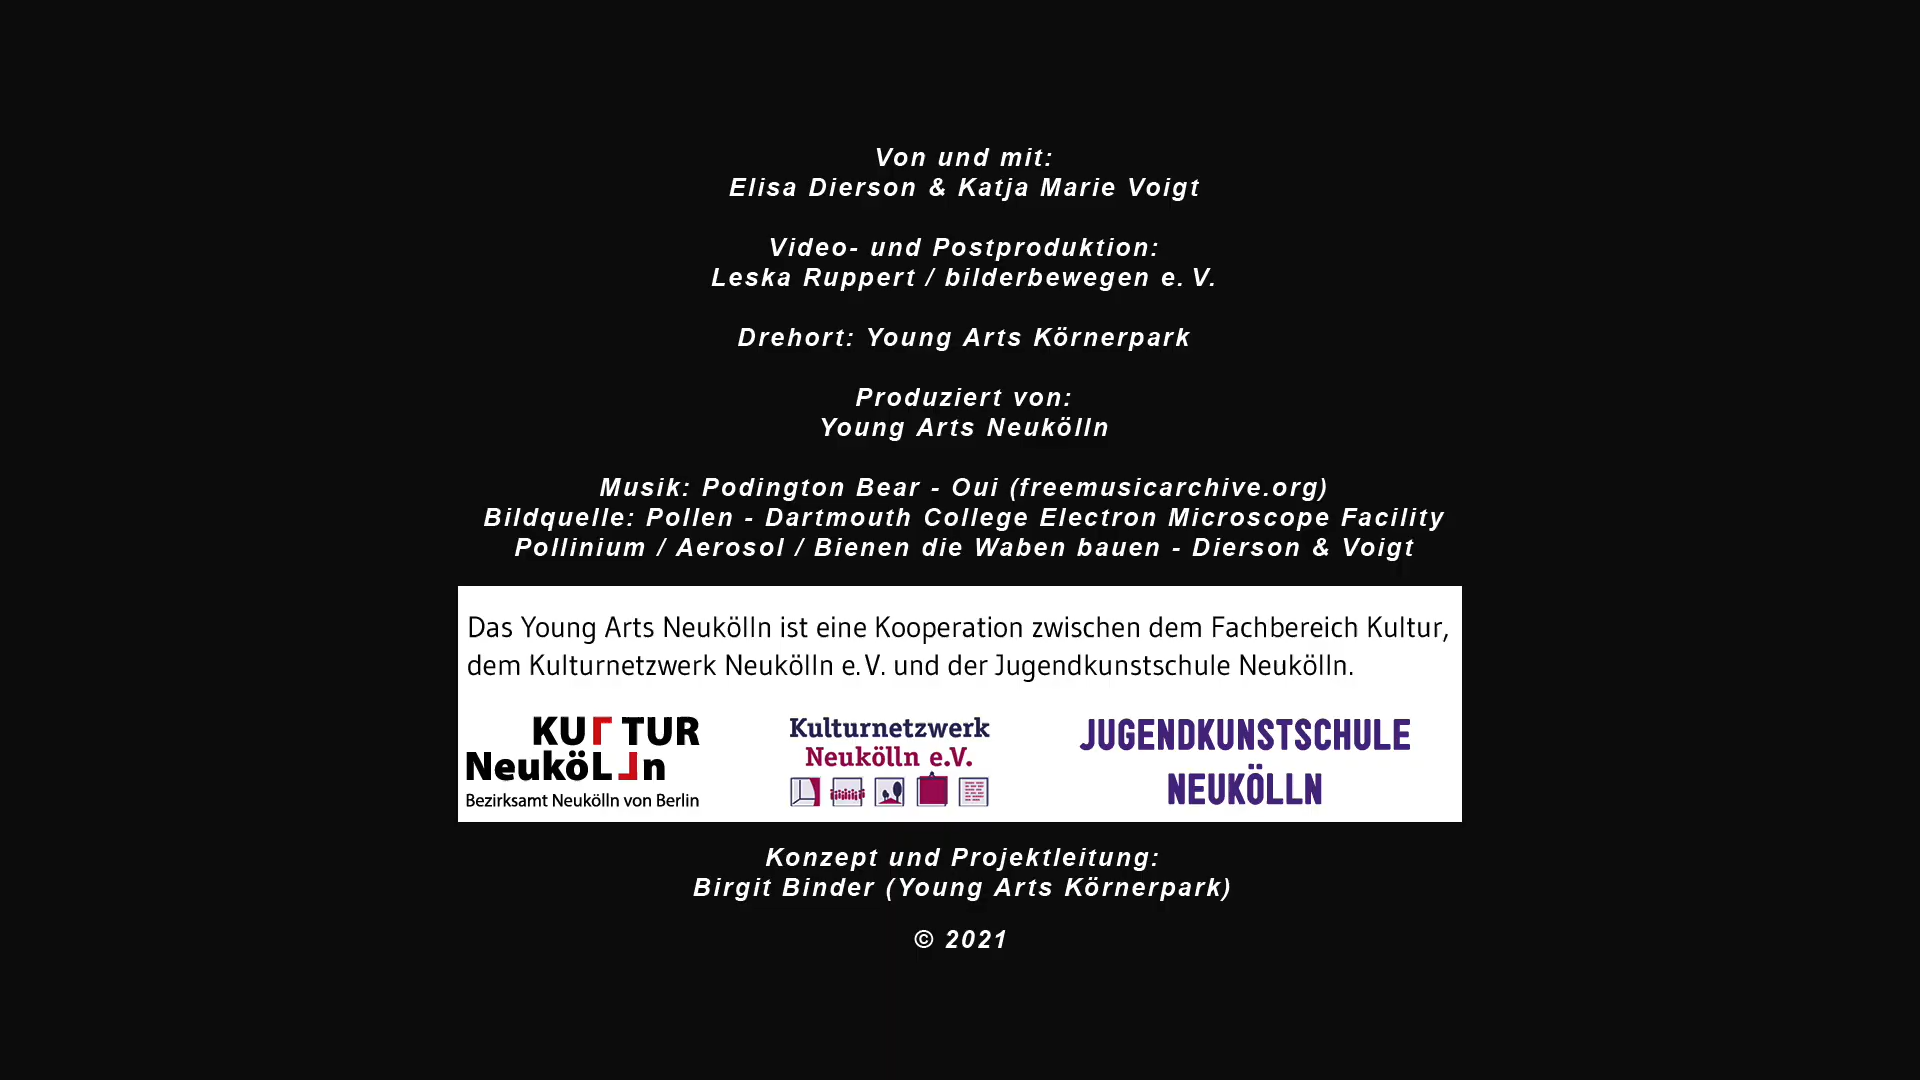 Von und mit:
Elisa Dierson & Katja Marie Voigt
Video- und Postproduktion:
Leska Ruppert / bilderbewegen e. V.
Drehort: Young Arts Körnerpark
Produziert von:
Young Arts Neukölln
Musik: Podington Bear - Oui (freemusicarchive.org)
Bildquelle: Pollen - Dartmouth College Electron Microscope Facility
Pollinium / Aerosol / Bienen die Waben bauen - Dierson & Voigt
Das Young Arts Neukölln ist eine Kooperation zwischen dem Fachbereich Kultur,
dem Kulturnetzwerk Neukölln e. V. und der Jugendkunstschule Neukölln.
KULTUR
Neukölln
Bezirksamt Neukölln von Berlin
Kulturnetzwerk
Neukölln e.V.
JUGENDKUNSTSCHULE
NEUKÖLLN
Konzept und Projektleitung:
Birgit Binder (Young Arts Körnerpark)
© 2021